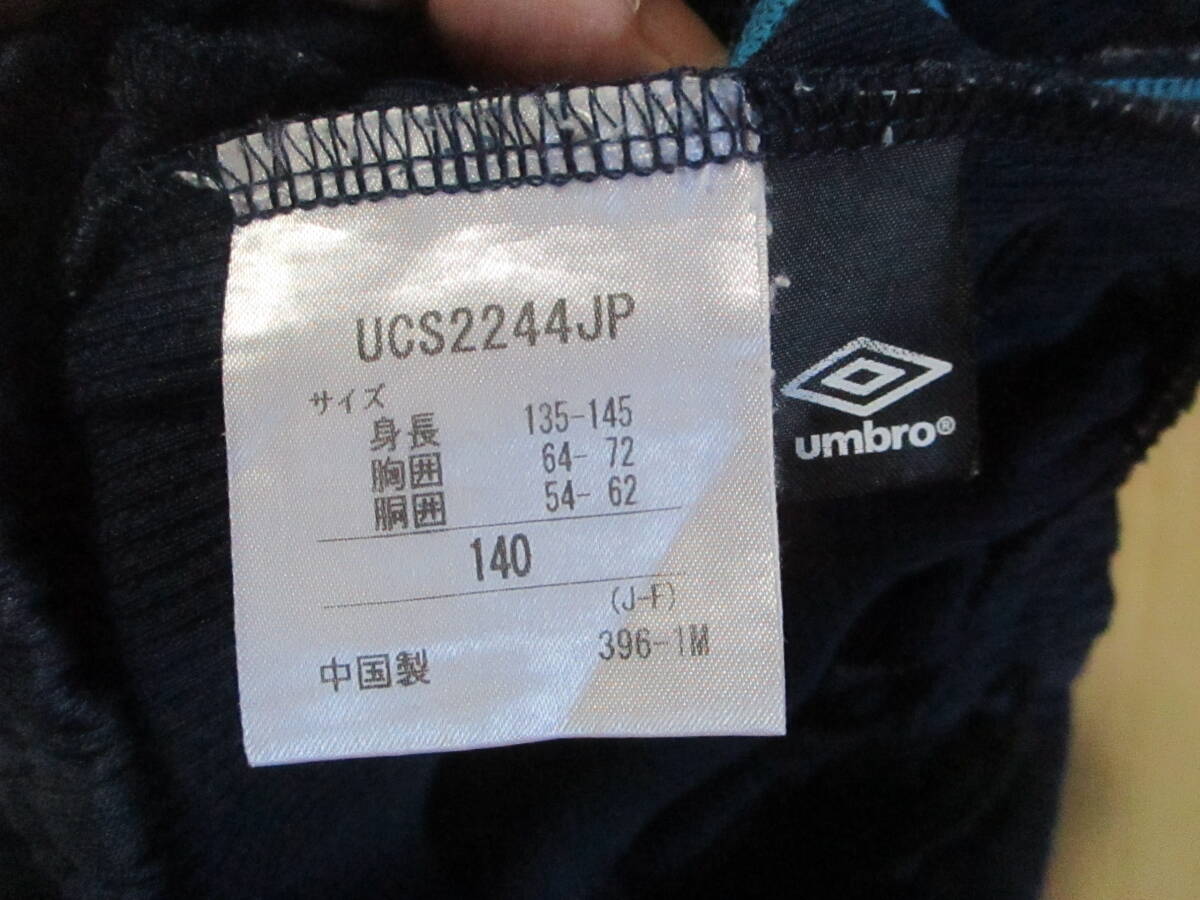 UCS2244JP
サイズ
身長 135-145
胸囲 64- 72
胴囲 54- 62
140
(J-F)
396-1M
中国製
umbro®